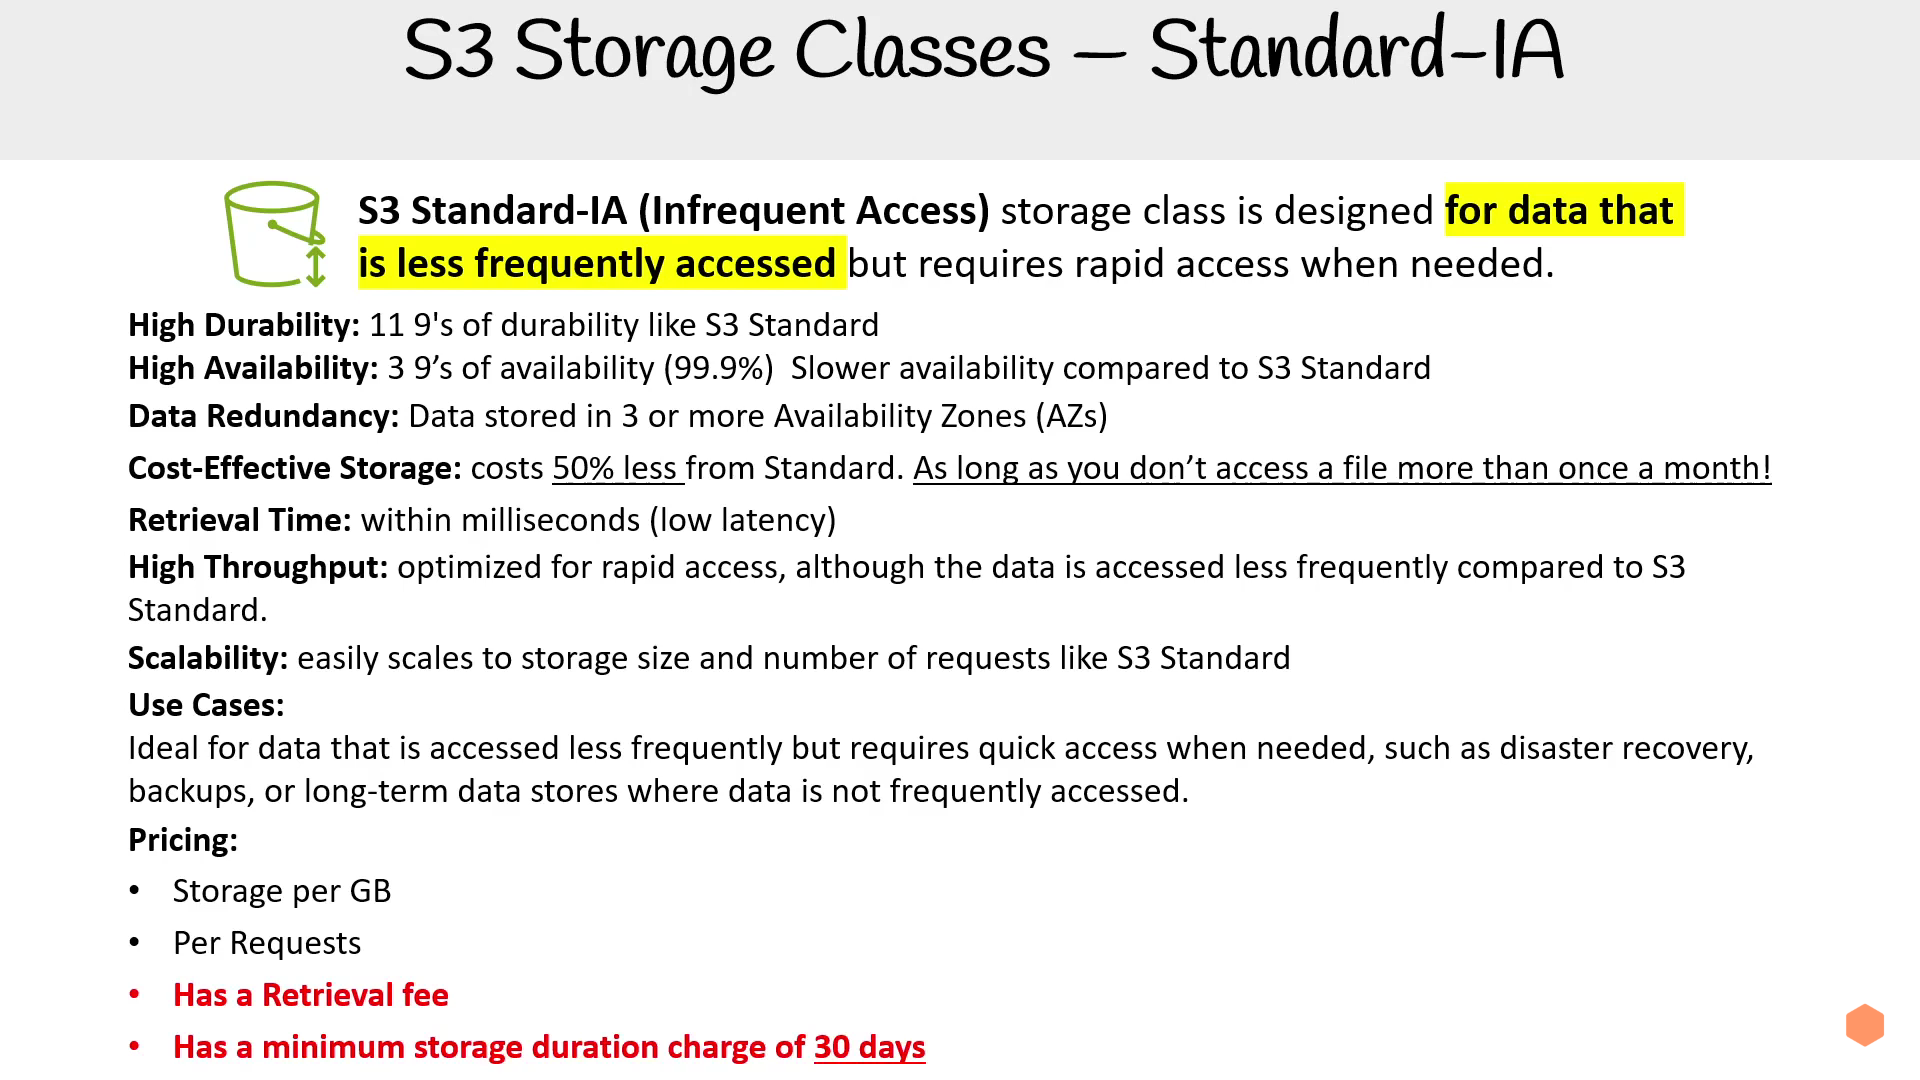 S3 Storage Classes – Standard-IA
S3 Standard-IA (Infrequent Access) storage class is designed for data that
is less frequently accessed but requires rapid access when needed.
High Durability: 11 9's of durability like S3 Standard
High Availability: 3 9’s of availability (99.9%)  Slower availability compared to S3 Standard
Data Redundancy: Data stored in 3 or more Availability Zones (AZs)
Cost-Effective Storage: costs 50% less from Standard. As long as you don’t access a file more than once a month!
Retrieval Time: within milliseconds (low latency)
High Throughput: optimized for rapid access, although the data is accessed less frequently compared to S3
Standard.
Scalability: easily scales to storage size and number of requests like S3 Standard
Use Cases:
Ideal for data that is accessed less frequently but requires quick access when needed, such as disaster recovery,
backups, or long-term data stores where data is not frequently accessed.
Pricing:
• Storage per GB
• Per Requests
• Has a Retrieval fee
• Has a minimum storage duration charge of 30 days